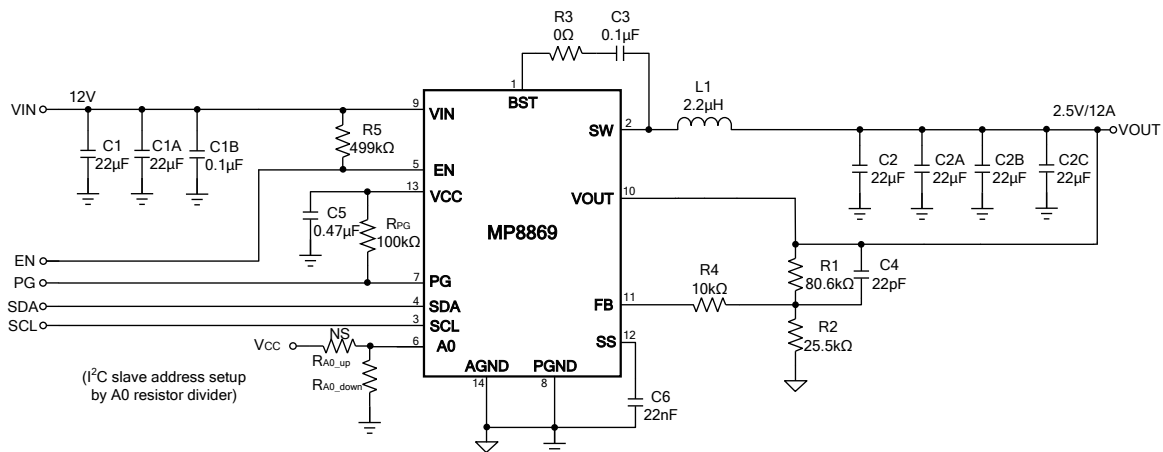 R3
0Ω
C3
0.1µF
1
BST
L1
2.2µH
VIN
12V
9
VIN
SW
2
2.5V/12A
VOUT
C1
22µF
C1A
22µF
C1B
0.1µF
R5
499kΩ
5
EN
C2
22µF
C2A
22µF
C2B
22µF
C2C
22µF
13
VCC
VOUT
10
C5
0.47µF
RPG
100kΩ
MP8869
EN
PG
7
PG
R4
10kΩ
R1
80.6kΩ
C4
22pF
SDA
4
SDA
FB
11
SCL
3
SCL
R2
25.5kΩ
VCC
NS
6
A0
SS
12
RA0_up
RA0_down
AGND
14
PGND
8
(I²C slave address setup
by A0 resistor divider)
C6
22nF